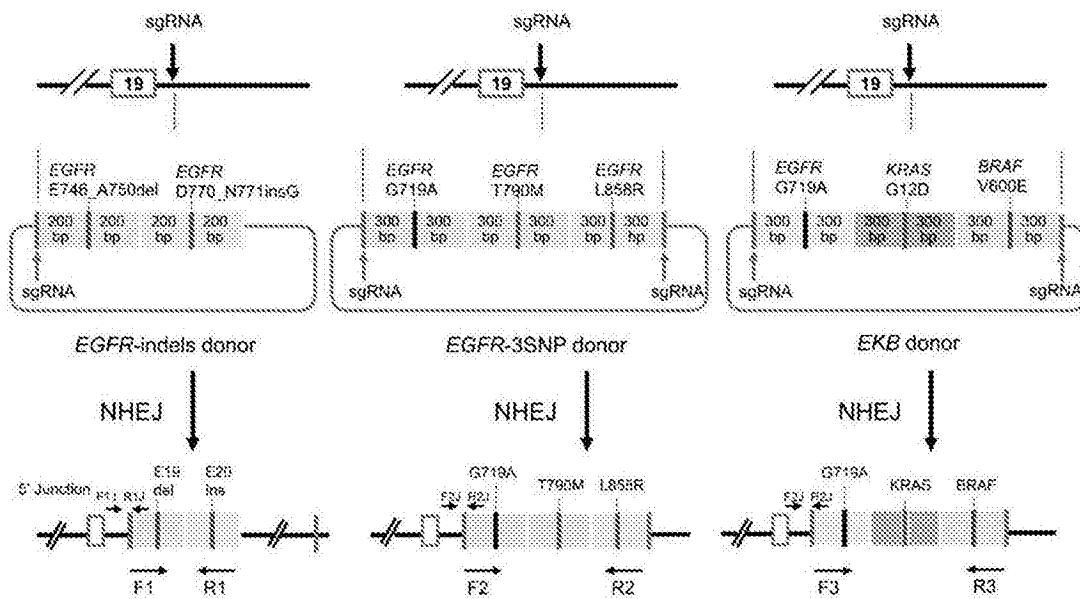 sgRNA sgRNA sgRNA
19 19 19
EGFR E746_A750del
EGFR D770_N771insG
EGFR G719A
EGFR T790M
EGFR L858R
EGFR G719A
KRAS G12D
BRAF V600E
200 bp 200 bp 200 bp 200 bp
300 bp 300 bp 300 bp 300 bp 300 bp 300 bp
300 bp 300 bp 300 bp 300 bp 300 bp 300 bp
sgRNA sgRNA sgRNA sgRNA sgRNA
EGFR-indels donor EGFR-3SNP donor EKB donor
NHEJ NHEJ NHEJ
5' Junction F1J R1J E19 del E20 ins
F2J R2J G719A T790M L858R
F2J R2J G719A KRAS BRAF
F1 R1 F2 R2 F3 R3